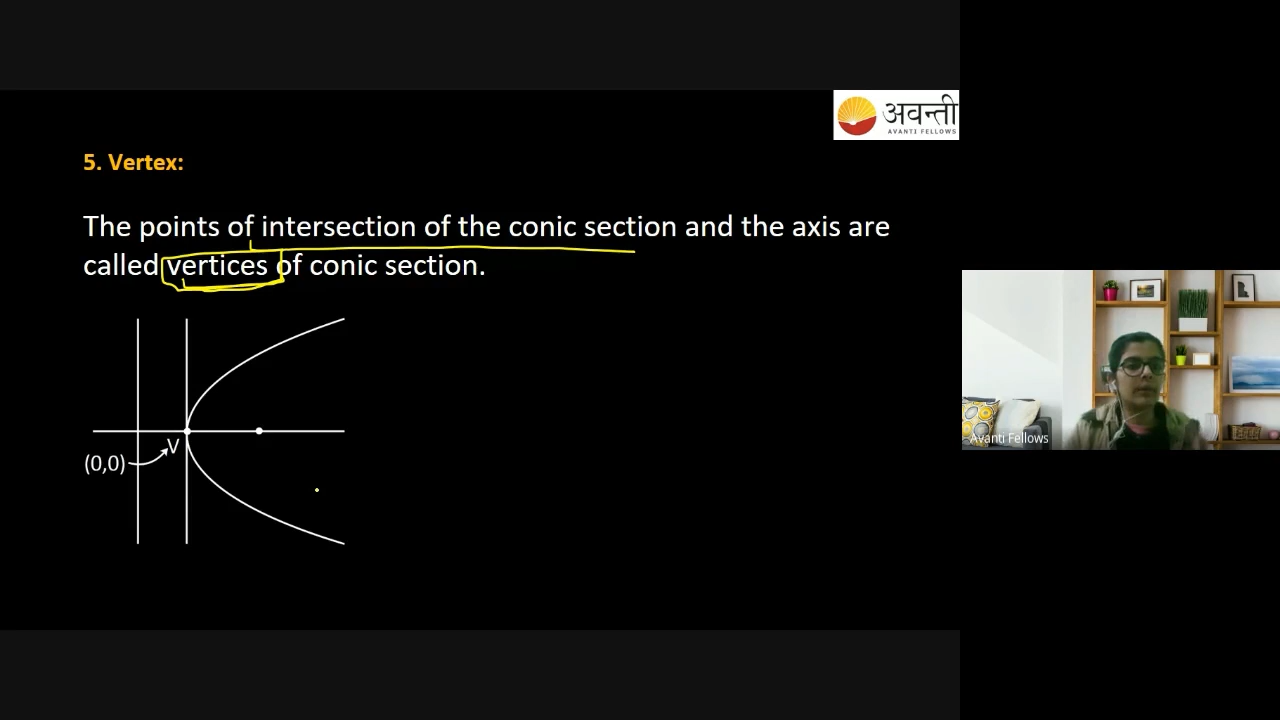 अवन्ती
AVANTI FELLOWS
5. Vertex:
The points of intersection of the conic section and the axis are
called vertices of conic section.
V
(0,0)
Avanti Fellows